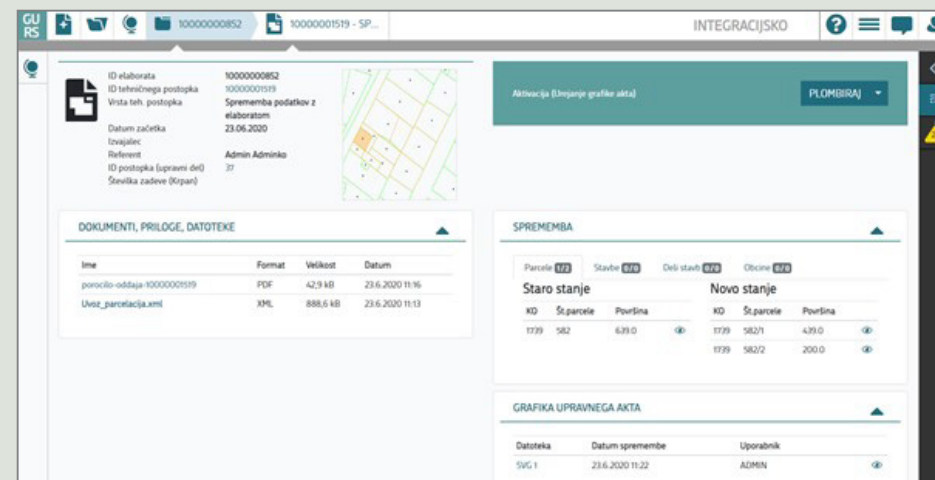 GU
RS
10000000852
10000001519 - SP...
INTEGRACIJSKO
ID elaborata 10000000852
ID tehničnega postopka 10000001519
Vrsta teh. postopka Sprememba podatkov z
elaboratom
Datum začetka 23.06.2020
Izvajalec
Referent Admin Adminko
ID postopka (upravni del) 37
Številka zadeve (Krpan)
Aktivacija (Urejanje grafike akta)
PLOMBIRAJ
DOKUMENTI, PRILOGE, DATOTEKE
Ime Format Velikost Datum
porocilo-oddaja-10000001519 PDF 42,9 kB 23.6.2020 11:16
Uvoz_parcelacija.xml XML 888,6 kB 23.6.2020 11:13
SPREMEMBA
Parcele 1/2 Stavbe 0/0 Deli stavb 0/0 Obcine 0/0
Staro stanje Novo stanje
KO Št.parcele Površina KO Št.parcele Površina
1739 582 639.0 1739 582/1 439.0
1739 582/2 200.0
GRAFIKA UPRAVNEGA AKTA
Datoteka Datum spremembe Uporabnik
SVG 1 23.6.2020 11:22 ADMIN